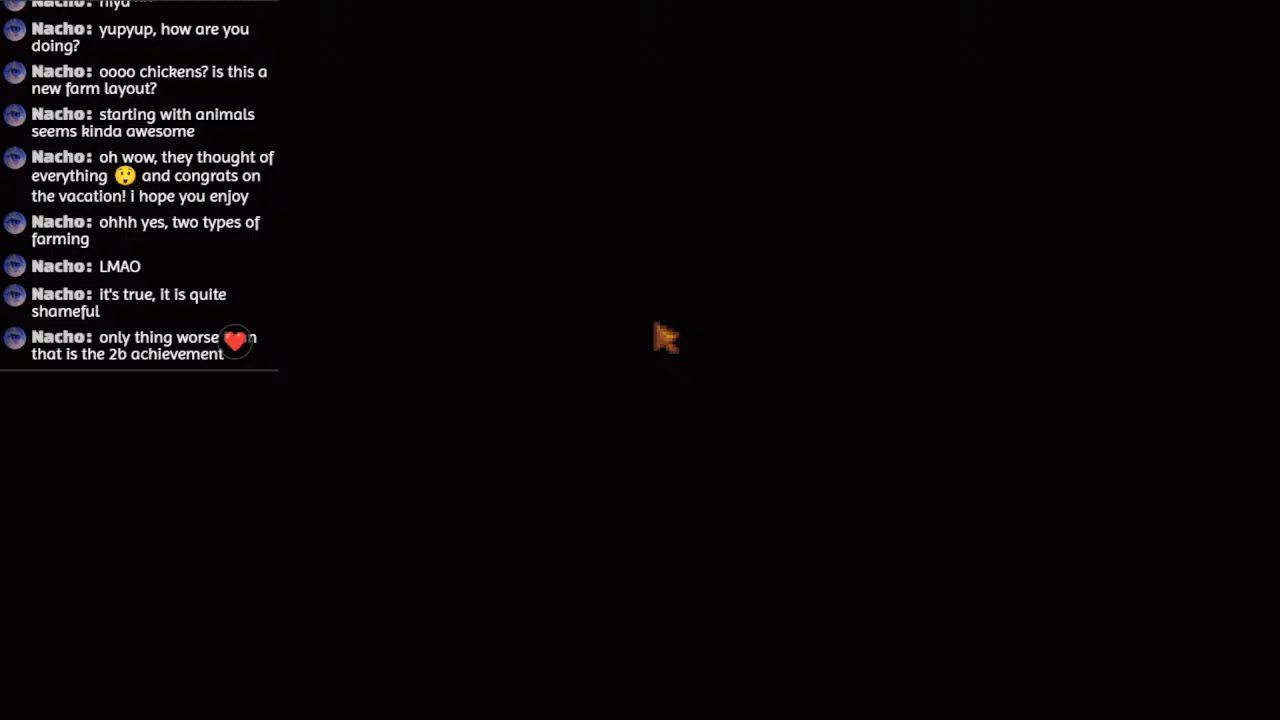 Nacho: hiya ^^
Nacho: yupyup, how are you
doing?
Nacho: oooo chickens? is this a
new farm layout?
Nacho: starting with animals
seems kinda awesome
Nacho: oh wow, they thought of
everything 😲 and congrats on
the vacation! i hope you enjoy
Nacho: ohhh yes, two types of
farming
Nacho: LMAO
Nacho: it's true, it is quite
shameful
Nacho: only thing worse
that is the 2b achievement